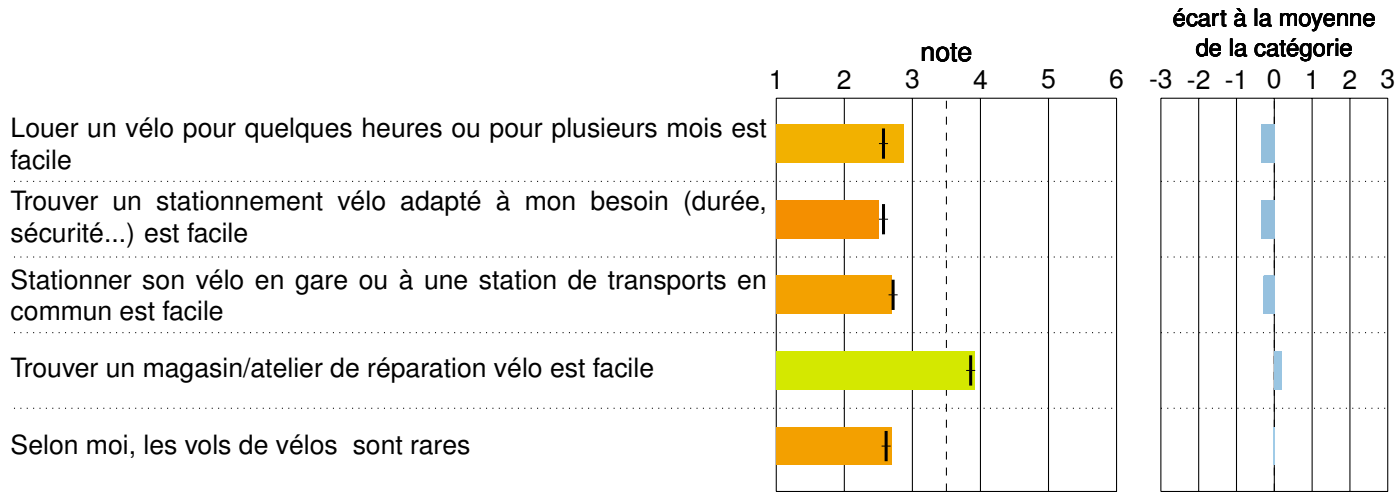 écart à la moyenne
note de la catégorie
1 2 3 4 5 6 -3 -2 -1 0 1 2 3
Louer un vélo pour quelques heures ou pour plusieurs mois est
facile
Trouver un stationnement vélo adapté à mon besoin (durée,
sécurité...) est facile
Stationner son vélo en gare ou à une station de transports en
commun est facile
Trouver un magasin/atelier de réparation vélo est facile
Selon moi, les vols de vélos sont rares